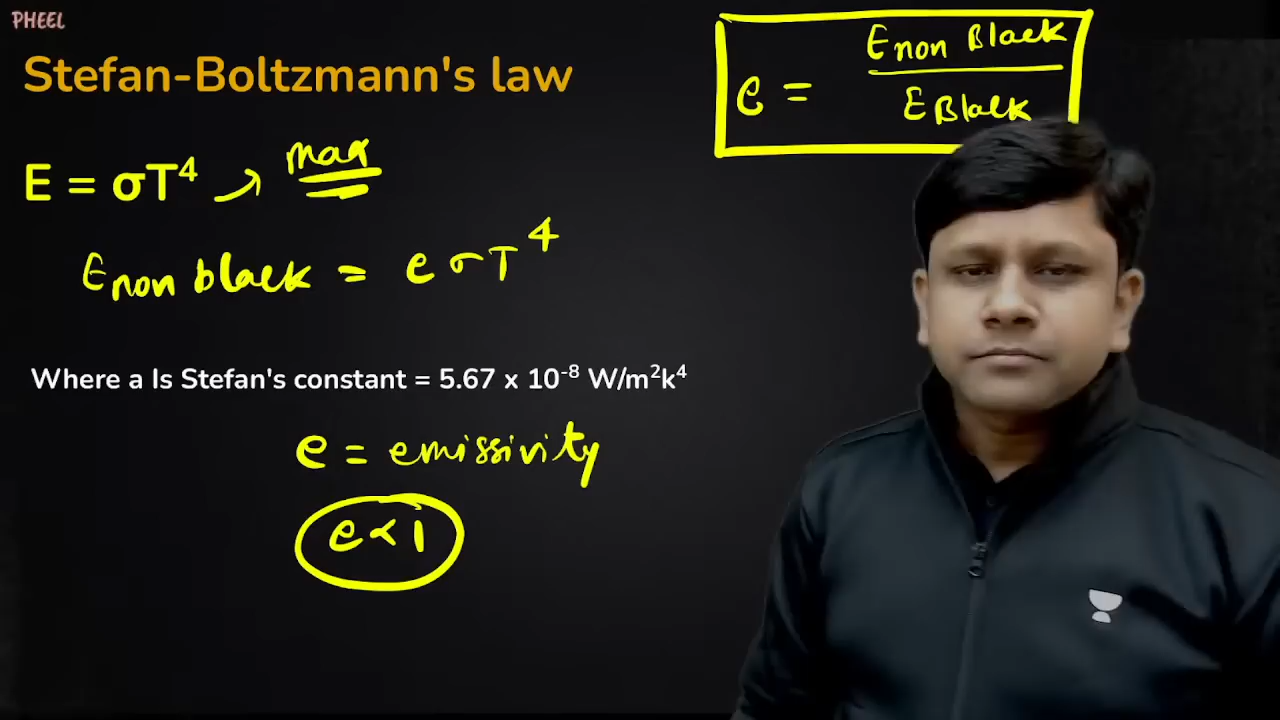 PHEEL
Stefan-Boltzmann's law
e = E non Black / E Black
E = σT⁴ → max
E non black = e σ T⁴
Where a Is Stefan's constant = 5.67 x 10⁻⁸ W/m²k⁴
e = emissivity
e < 1